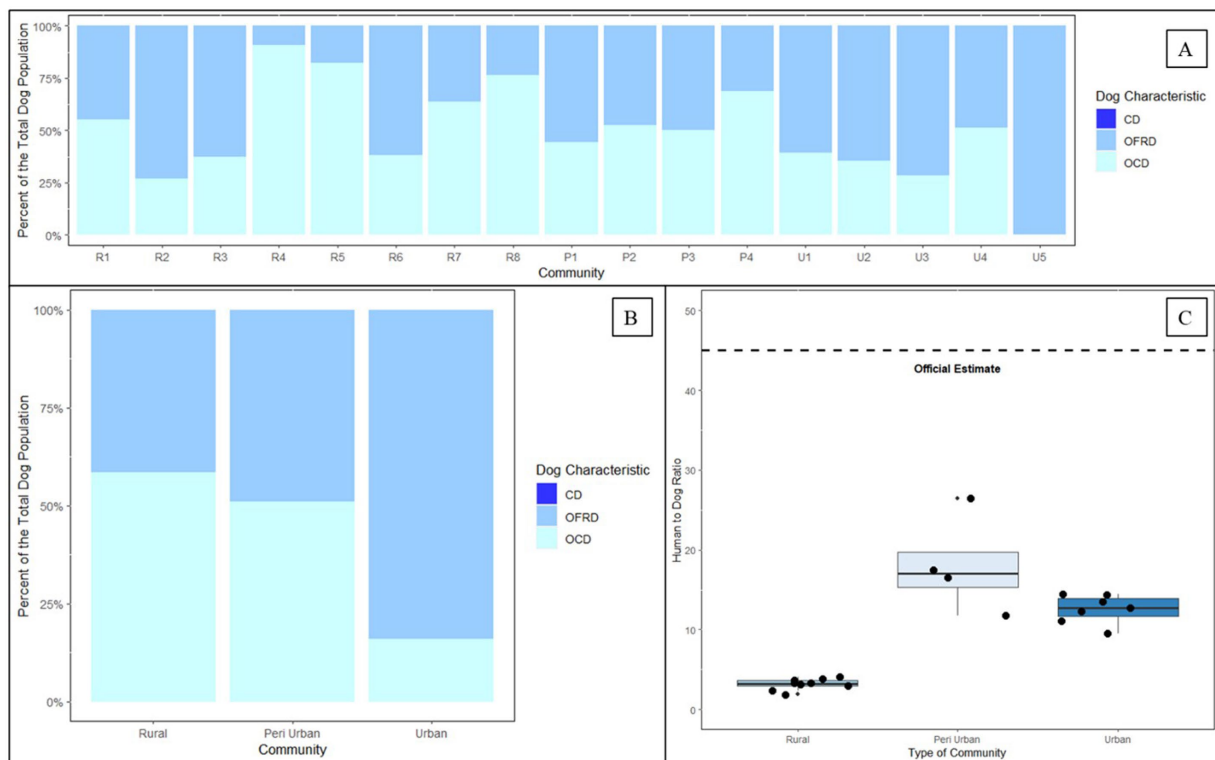 A
Percent of the Total Dog Population
100%
75%
50%
25%
0%
R1 R2 R3 R4 R5 R6 R7 R8 P1 P2 P3 P4 U1 U2 U3 U4 U5
Community
Dog Characteristic
CD
OFRD
OCD
B
Percent of the Total Dog Population
100%
75%
50%
25%
0%
Rural Peri Urban Urban
Community
Dog Characteristic
CD
OFRD
OCD
C
Human to Dog Ratio
50
40
30
20
10
0
Official Estimate
Rural Peri Urban Urban
Type of Community